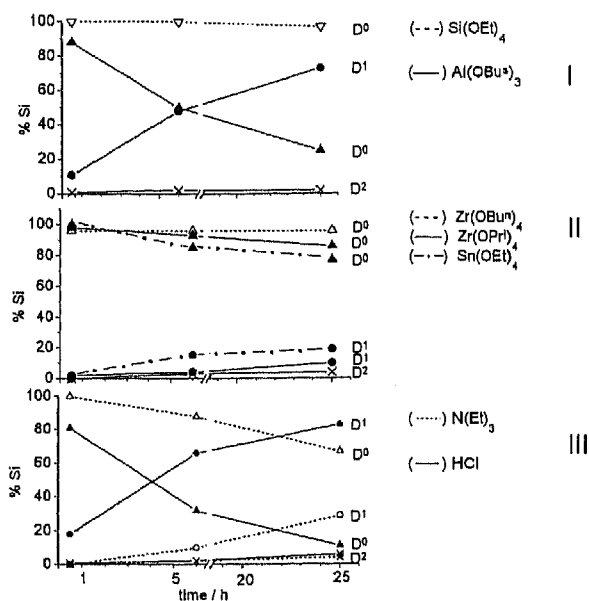 100
80
60
40
20
0
% Si
D⁰
D¹
D⁰
D²
(---) Si(OEt)₄
(—) Al(OBuˢ)₃
I
100
80
60
40
20
0
% Si
D⁰
D⁰
D⁰
D¹
D¹
D²
(---) Zr(OBuⁿ)₄
(—) Zr(OPrⁱ)₄
(-·-·) Sn(OEt)₄
II
100
80
60
40
20
0
% Si
D¹
D⁰
D¹
D⁰
D²
(·····) N(Et)₃
(—) HCl
III
1 5 20 25
time / h